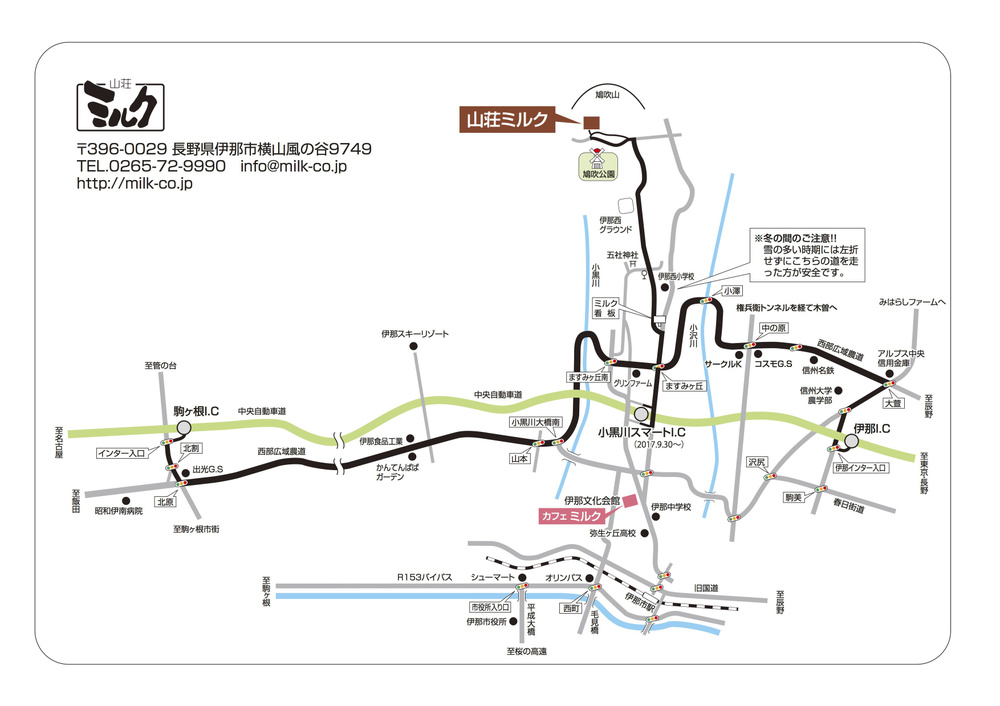 山荘
ミルク
〒396-0029 長野県伊那市横山風の谷9749
TEL.0265-72-9990　info@milk-co.jp
http://milk-co.jp
鳩吹山
山荘ミルク
鳩吹公園
伊那西
グラウンド
五社神社
小黒川
伊那西小学校
ミルク
看 板
※冬の間のご注意!!
雪の多い時期には左折
せずにこちらの道を走
った方が安全です。
小澤
小沢川
権兵衛トンネルを経て木曽へ
中の原
みはらしファームへ
西部広域農道
サークルK
コスモG.S
信州名鉄
アルプス中央
信用金庫
信州大学
農学部
大萱
至辰野
伊那I.C
伊那インター入口
至東京・長野
沢尻
駒美
春日街道
伊那スキーリゾート
至菅の台
駒ヶ根I.C
中央自動車道
中央自動車道
至名古屋
インター入口
北割
出光G.S
西部広域農道
伊那食品工業
かんてんぱぱ
ガーデン
至飯田
昭和伊南病院
北原
至駒ヶ根市街
ますみヶ丘南
グリンファーム
ますみヶ丘
小黒川大橋南
山本
小黒川スマートI.C
（2017.9.30〜）
伊那文化会館
カフェ ミルク
伊那中学校
弥生ヶ丘高校
至駒ヶ根
R153バイパス
シューマート
オリンパス
旧国道
至辰野
市役所入り口
平成大橋
西町
毛見橋
伊那市駅
伊那市役所
至桜の高遠